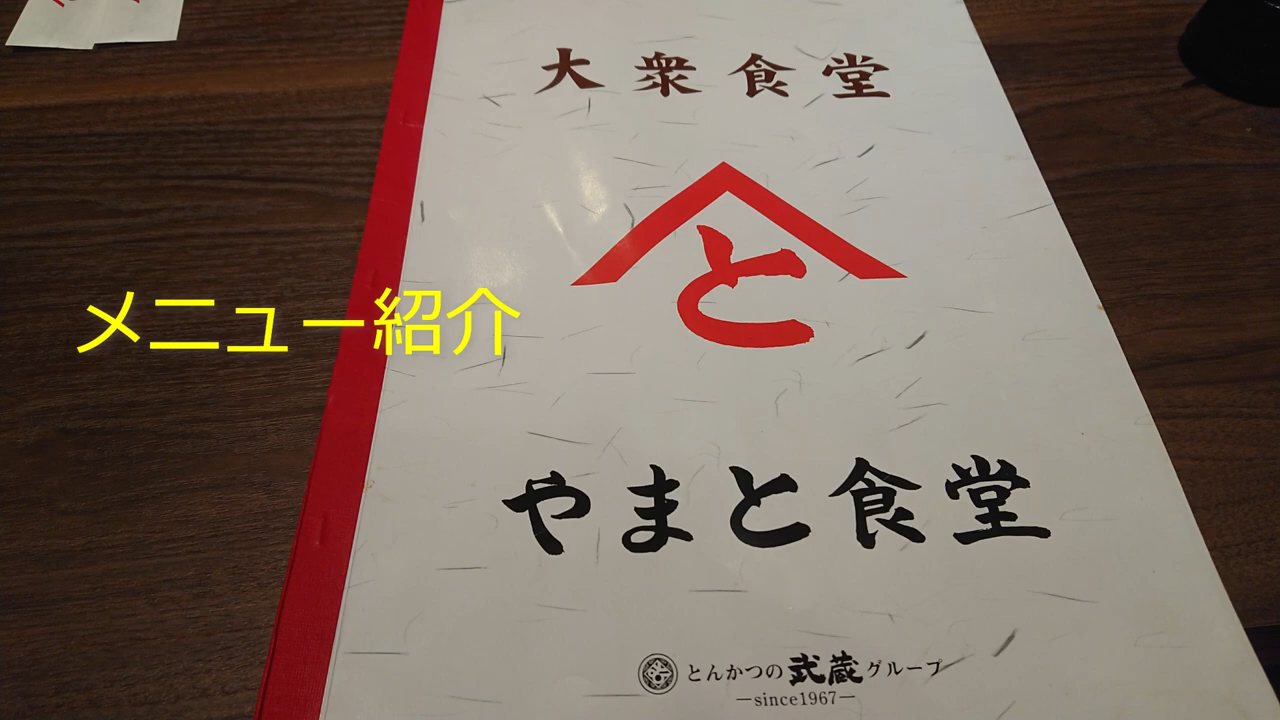 大衆食堂
と
メニュー紹介
やまと食堂
とんかつの武蔵グループ
―since1967―